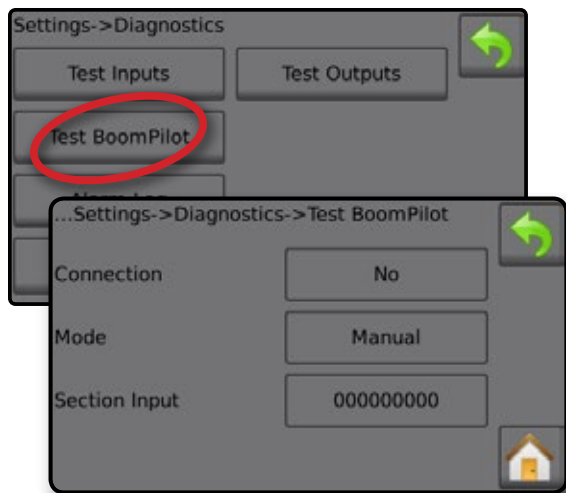 Settings->Diagnostics
Test Inputs
Test Outputs
Test BoomPilot
...Settings->Diagnostics->Test BoomPilot
Connection
No
Mode
Manual
Section Input
000000000